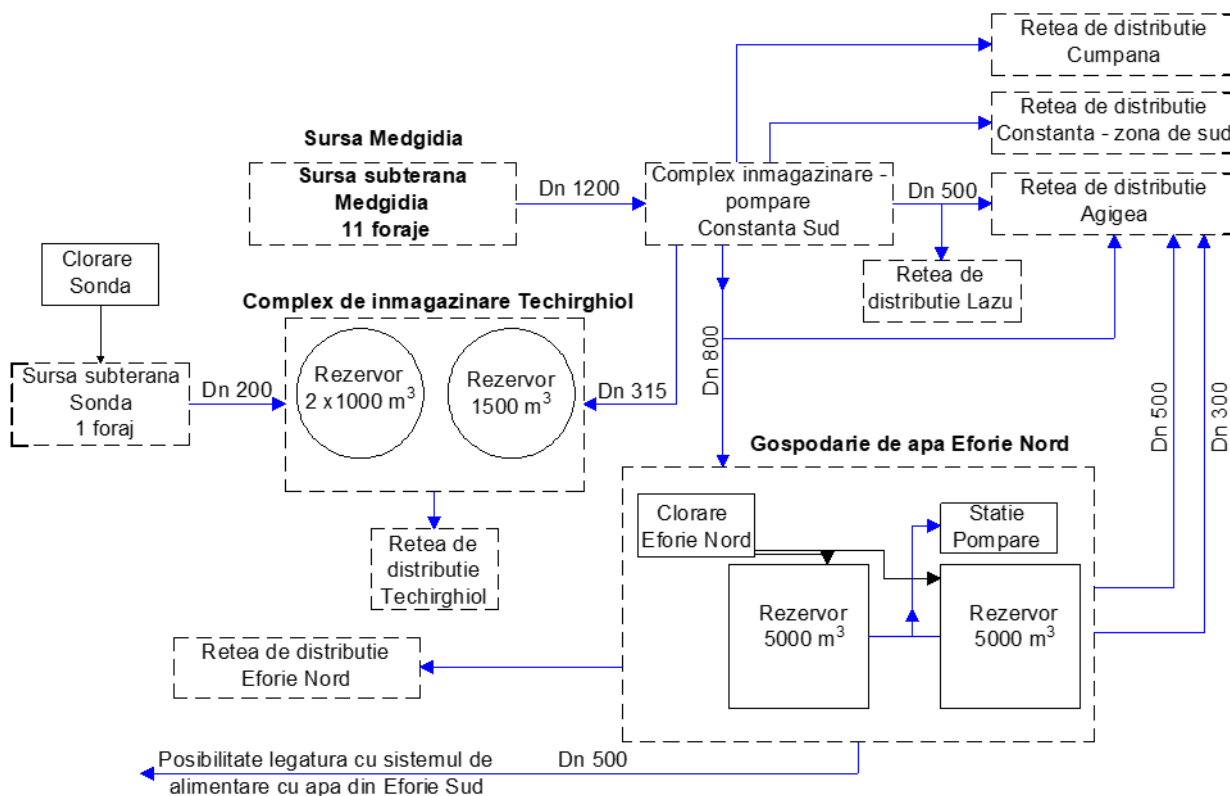 Retea de distributie
Cumpana
Retea de distributie
Constanta - zona de sud
Sursa Medgidia
Sursa subterana
Medgidia
11 foraje
Dn 1200
Complex inmagazinare -
pompare
Constanta Sud
Dn 500
Retea de distributie
Agigea
Retea de
distributie Lazu
Clorare
Sonda
Complex de inmagazinare Techirghiol
Sursa subterana
Sonda
1 foraj
Dn 200
Rezervor
2 x1000 m³
Rezervor
1500 m³
Dn 315
Dn 800
Dn 500
Dn 300
Gospodarie de apa Eforie Nord
Clorare
Eforie Nord
Statie
Pompare
Retea de
distributie
Techirghiol
Rezervor
5000 m³
Rezervor
5000 m³
Retea de distributie
Eforie Nord
Posibilitate legatura cu sistemul de
alimentare cu apa din Eforie Sud
Dn 500